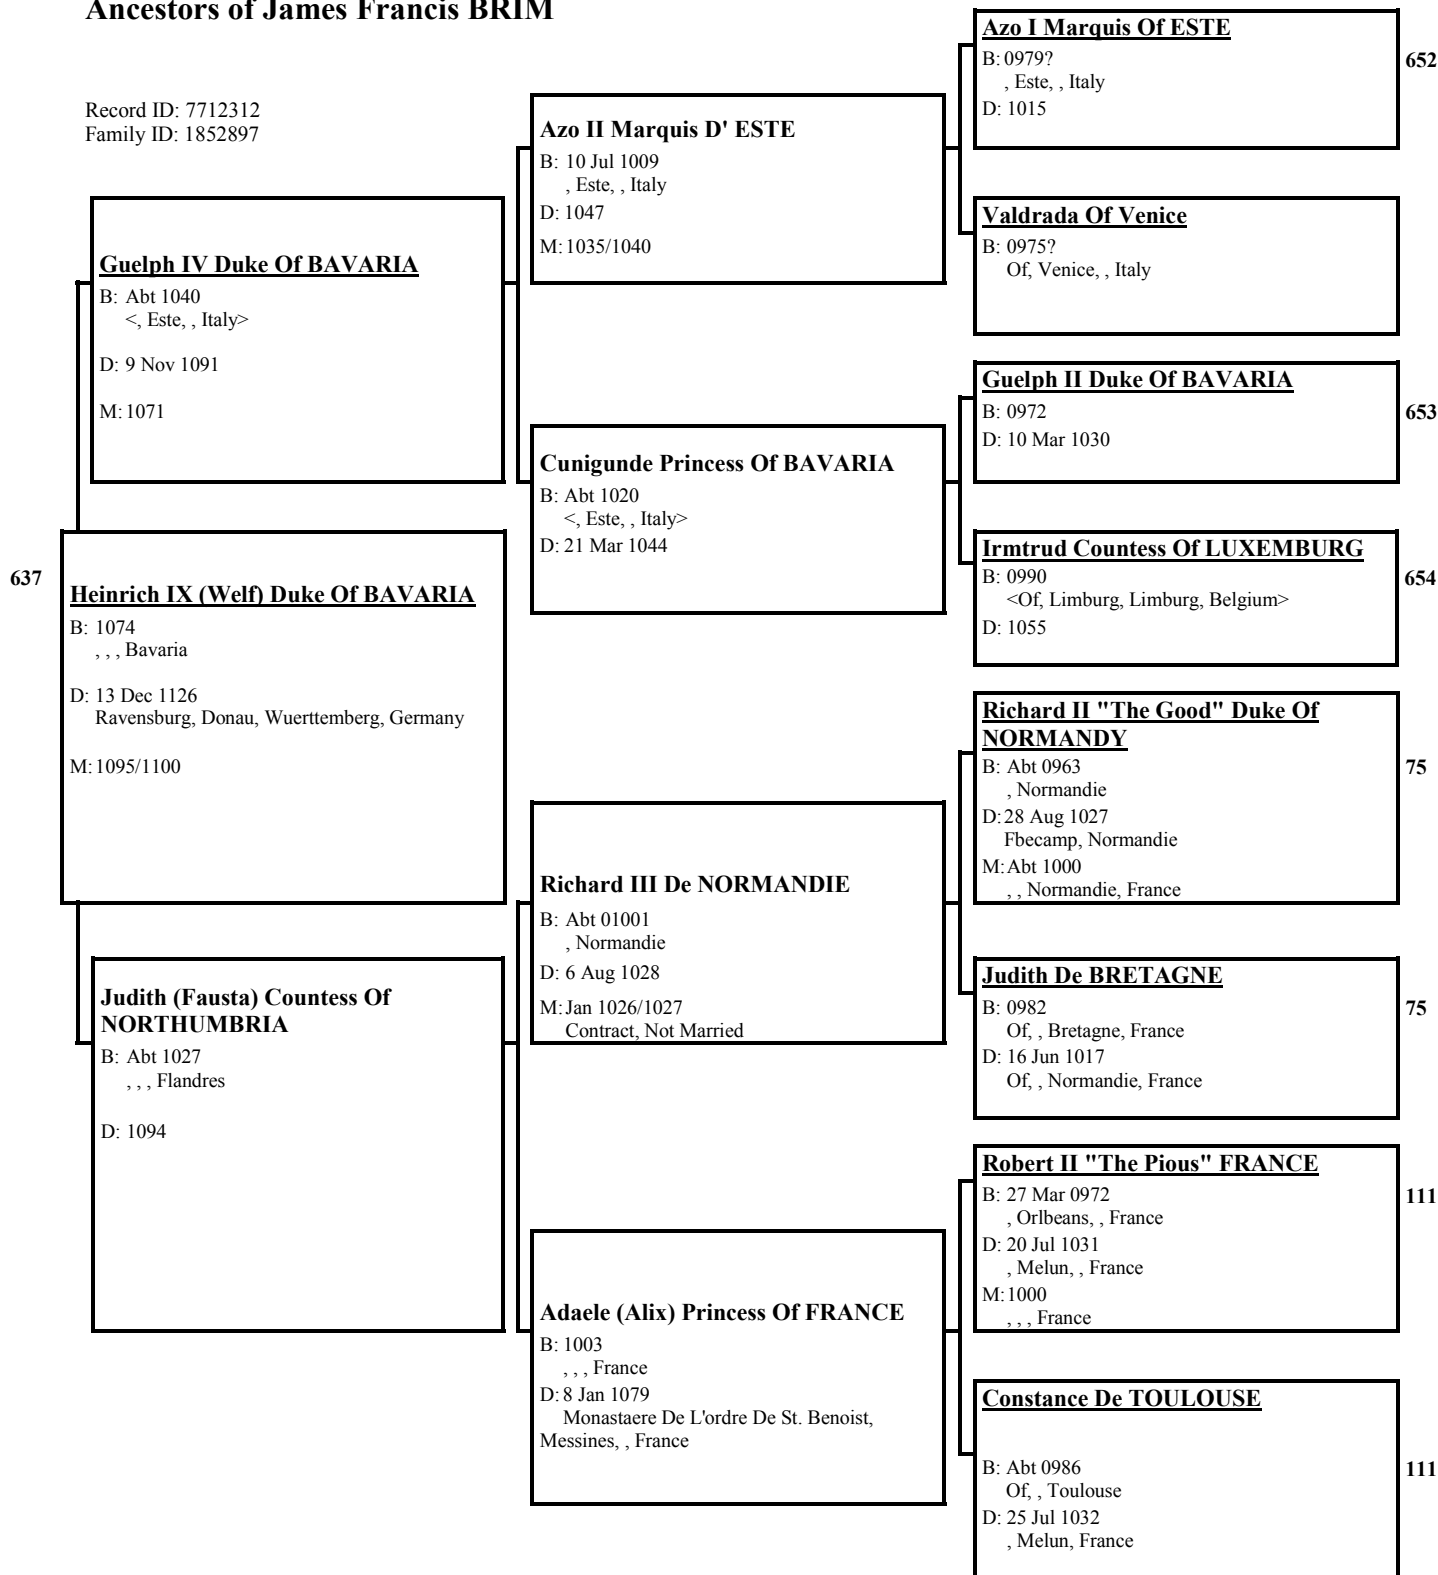 Ancestors of James Francis BRIM
Record ID: 7712312
Family ID: 1852897
637
Heinrich IX (Welf) Duke Of BAVARIA
B: 1074
, , , Bavaria
D: 13 Dec 1126
Ravensburg, Donau, Wuerttemberg, Germany
M: 1095/1100
Guelph IV Duke Of BAVARIA
B: Abt 1040
<, Este, , Italy>
D: 9 Nov 1091
M: 1071
Judith (Fausta) Countess Of
NORTHUMBRIA
B: Abt 1027
, , , Flandres
D: 1094
Azo II Marquis D' ESTE
B: 10 Jul 1009
, Este, , Italy
D: 1047
M: 1035/1040
Cunigunde Princess Of BAVARIA
B: Abt 1020
<, Este, , Italy>
D: 21 Mar 1044
Richard III De NORMANDIE
B: Abt 01001
, Normandie
D: 6 Aug 1028
M: Jan 1026/1027
Contract, Not Married
Adaele (Alix) Princess Of FRANCE
B: 1003
, , , France
D: 8 Jan 1079
Monastaere De L'ordre De St. Benoist,
Messines, , France
Azo I Marquis Of ESTE
B: 0979?
, Este, , Italy
D: 1015
652
Valdrada Of Venice
B: 0975?
Of, Venice, , Italy
Guelph II Duke Of BAVARIA
B: 0972
D: 10 Mar 1030
653
Irmtrud Countess Of LUXEMBURG
B: 0990
<Of, Limburg, Limburg, Belgium>
D: 1055
654
Richard II "The Good" Duke Of
NORMANDY
B: Abt 0963
, Normandie
D: 28 Aug 1027
Fbecamp, Normandie
M: Abt 1000
, , Normandie, France
75
Judith De BRETAGNE
B: 0982
Of, , Bretagne, France
D: 16 Jun 1017
Of, , Normandie, France
75
Robert II "The Pious" FRANCE
B: 27 Mar 0972
, Orlbeans, , France
D: 20 Jul 1031
, Melun, , France
M: 1000
, , , France
111
Constance De TOULOUSE
B: Abt 0986
Of, , Toulouse
D: 25 Jul 1032
, Melun, France
111